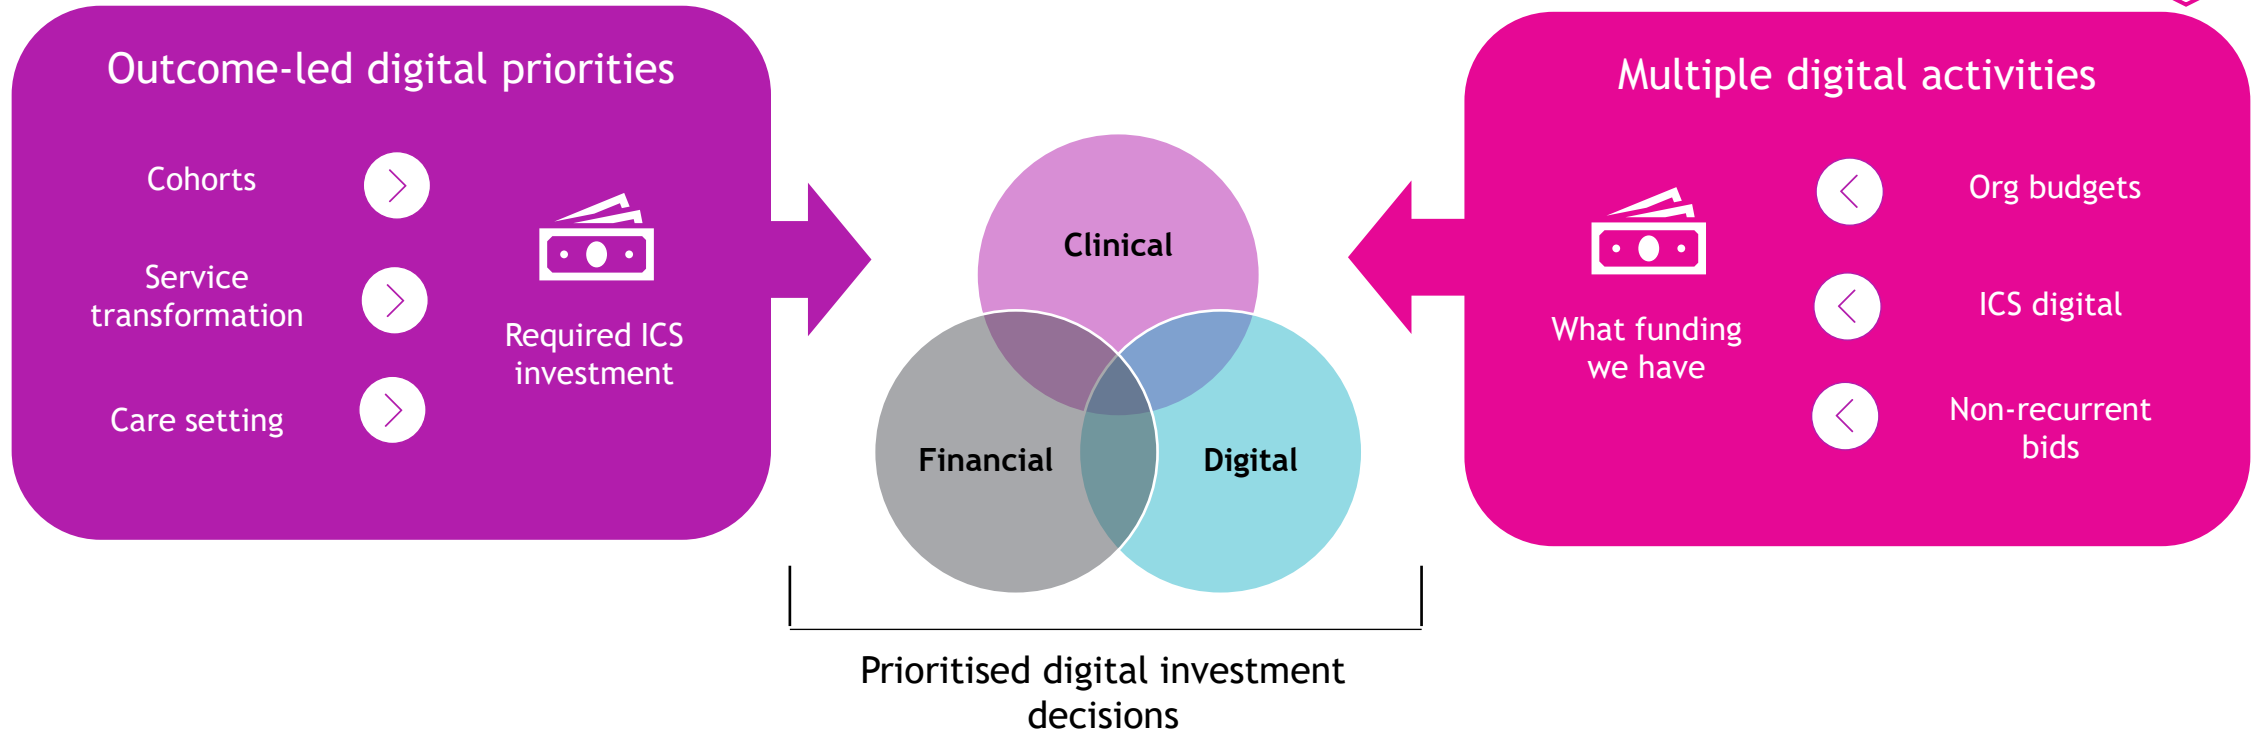 Outcome-led digital priorities
Cohorts
Service
transformation
Care setting
Required ICS
investment
Clinical
Financial
Digital
Prioritised digital investment
decisions
Multiple digital activities
What funding
we have
Org budgets
ICS digital
Non-recurrent
bids